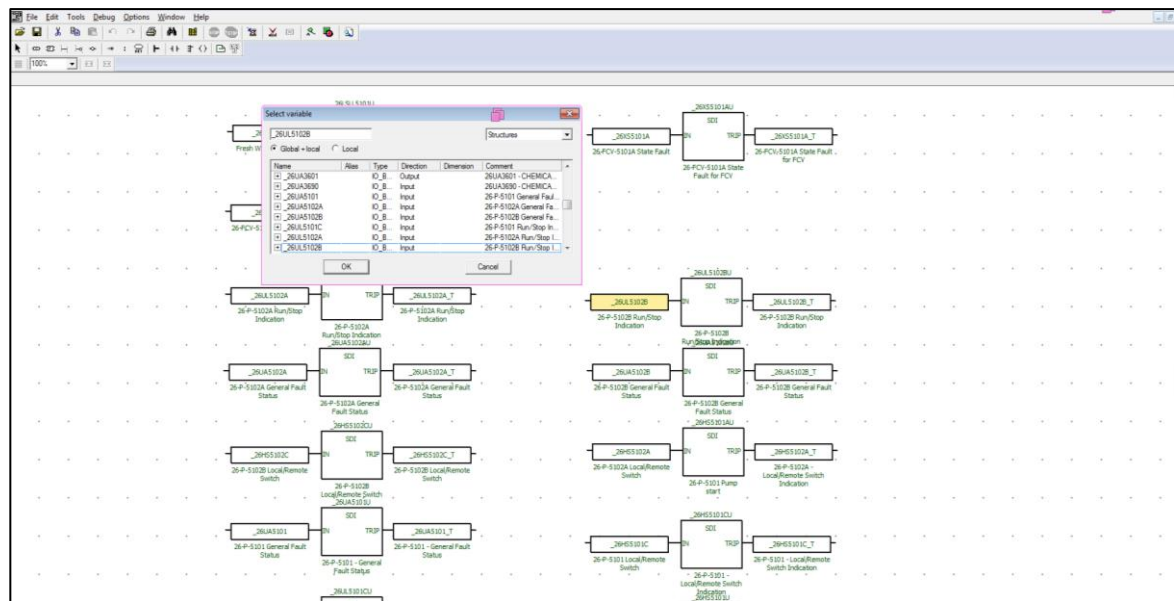 File Edit Tools Debug Options Window Help
100%
Select variable
_26UL5102B
Structures
Global + local
Local
Name Alias Type Direction Dimension Comment
_26UA3601 IO_B... Output 26UA3601 - CHEMICA...
_26UA3690 IO_B... Input 26UA3690 - CHEMICA...
_26UA5101 IO_B... Input 26-P-5101 General Faul...
_26UA5102A IO_B... Input 26-P-5102A General Fa...
_26UA5102B IO_B... Input 26-P-5102B General Fa...
_26UL5101C IO_B... Input 26-P-5101 Run/Stop In...
_26UL5102A IO_B... Input 26-P-5102A Run/Stop I...
_26UL5102B IO_B... Input 26-P-5102B Run/Stop I...
OK
Cancel
_26XS5101AU
SDI
_26XS5101A IN TRIP _26XS5101A_T
26-FCV-5101A State Fault
26-FCV-5101A State Fault
for FCV
26-FCV-5101A State
Fault for FCV
_26UL5102A TRIP _26UL5102A_T
26-P-5102A Run/Stop
Indication
26-P-5102A Run/Stop
Indication
26-P-5102A
Run/Stop Indication
_26UL5102BU
SDI
_26UL5102B IN TRIP _26UL5102B_T
26-P-5102B Run/Stop
Indication
26-P-5102B Run/Stop
Indication
26-P-5102B
_26UA5102AU
SDI
_26UA5102A IN TRIP _26UA5102A_T
26-P-5102A General Fault
Status
26-P-5102A General Fault
Status
26-P-5102A General
Fault Status
SDI
_26UA5102B IN TRIP _26UA5102B_T
26-P-5102B General Fault
Status
26-P-5102B General Fault
Status
26-P-5102B General
Fault Status
_26HS5102CU
SDI
_26HS5102C IN TRIP _26HS5102C_T
26-P-5102B Local/Remote
Switch
26-P-5102B Local/Remote
Switch
26-P-5102B
Local/Remote Switch
_26HS5101AU
SDI
_26HS5102A IN TRIP _26HS5102A_T
26-P-5102A Local/Remote
Switch
26-P-5102A -
Local/Remote Switch
Indication
26-P-5101 Pump
start
_26UA5101U
SDI
_26UA5101 IN TRIP _26UA5101_T
26-P-5101 General Fault
Status
26-P-5101 - General Fault
Status
26-P-5101 - General
Fault Status
_26HS5101CU
SDI
_26HS5101C IN TRIP _26HS5101C_T
26-P-5101 Local/Remote
Switch
26-P-5101 - Local/Remote
Switch Indication
26-P-5101 -
Local/Remote Switch
Indication
_26UL5101CU
_26HS5101U